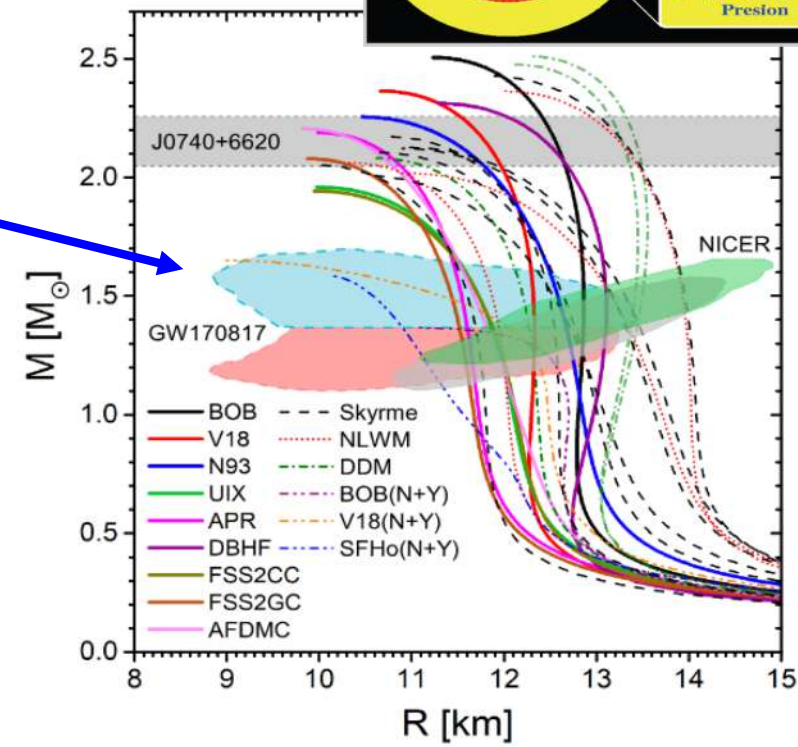 Presion
2.5
J0740+6620
2.0
NICER
M [M☉]
1.5
GW170817
1.0
BOB Skyrme
V18 NLWM
N93 DDM
UIX BOB(N+Y)
APR V18(N+Y)
DBHF SFHo(N+Y)
FSS2CC
FSS2GC
AFDMC
0.5
0.0
8 9 10 11 12 13 14 15
R [km]